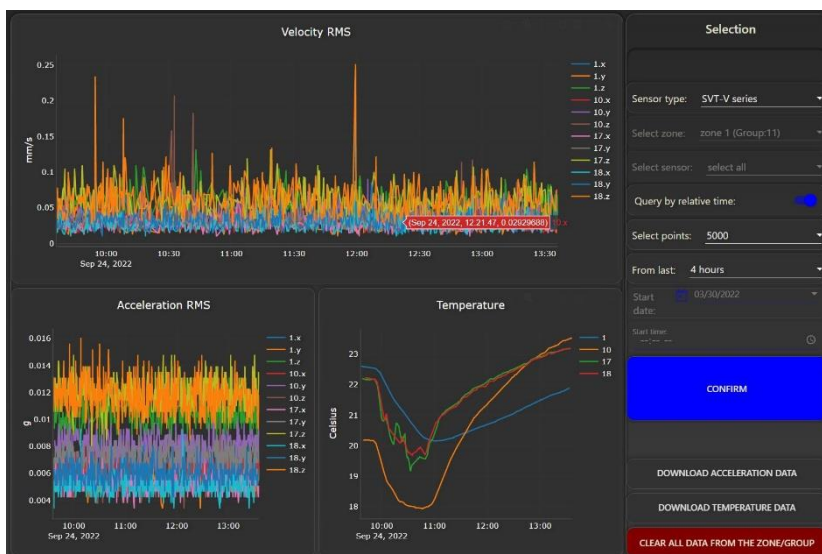 Velocity RMS
0.25
0.2
0.15
0.1
0.05
0
mm/s
10:00 10:30 11:00 11:30 12:00 12:30 13:00 13:30
Sep 24, 2022
(Sep 24, 2022, 12:21:47, 0.02929688) 10.x
1.x
1.y
1.z
10.x
10.y
10.z
17.x
17.y
17.z
18.x
18.y
18.z
Acceleration RMS
0.016
0.014
0.012
0.01
0.008
0.006
0.004
g
10:00 11:00 12:00 13:00
Sep 24, 2022
1.x
1.y
1.z
10.x
10.y
10.z
17.x
17.y
17.z
18.x
18.y
18.z
Temperature
23
22
21
20
19
18
Celsius
10:00 11:00 12:00 13:00
Sep 24, 2022
1
10
17
18
Selection
Sensor type: SVT-V series
Select zone: zone 1 (Group:11)
Select sensor: select all
Query by relative time:
Select points: 5000
From last: 4 hours
Start date: 03/30/2022
Start time:
--:-- --
CONFIRM
DOWNLOAD ACCELERATION DATA
DOWNLOAD TEMPERATURE DATA
CLEAR ALL DATA FROM THE ZONE/GROUP